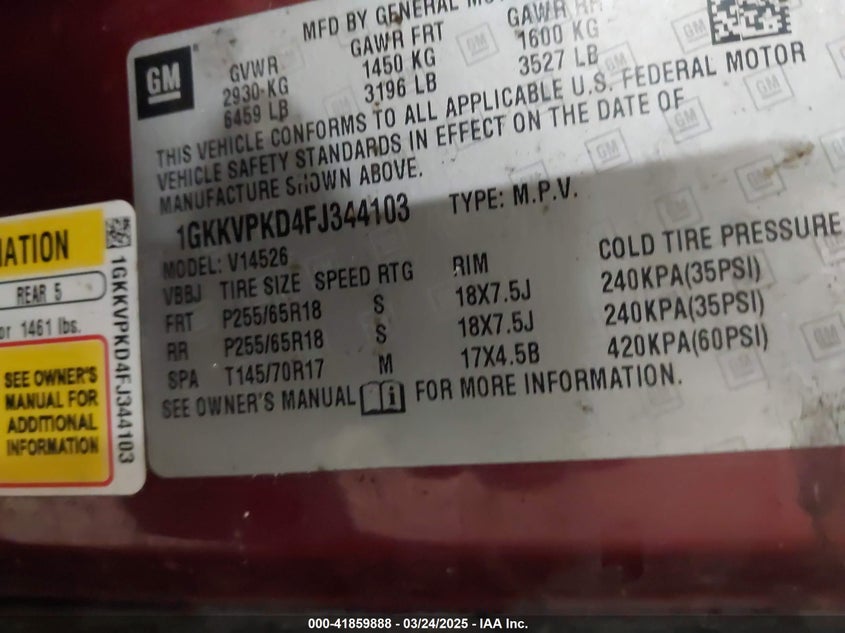 MFD BY GENERAL
GM
GVWR GAWR FRT GAWR RR
2930 KG 1450 KG 1600 KG
6459 LB 3196 LB 3527 LB
THIS VEHICLE CONFORMS TO ALL APPLICABLE U.S. FEDERAL MOTOR
VEHICLE SAFETY STANDARDS IN EFFECT ON THE DATE OF
MANUFACTURE SHOWN ABOVE.
1GKKVPKD4FJ344103 TYPE: M.P.V.
MODEL: V14526
VBBJ TIRE SIZE SPEED RTG RIM COLD TIRE PRESSURE
FRT P255/65R18 S 18X7.5J 240KPA(35PSI)
RR P255/65R18 S 18X7.5J 240KPA(35PSI)
SPA T145/70R17 M 17X4.5B 420KPA(60PSI)
SEE OWNER'S MANUAL FOR MORE INFORMATION.
REAR 5
or 1461 lbs.
SEE OWNER'S
MANUAL FOR
ADDITIONAL
INFORMATION
1GKKVPKD4FJ344103
000-41859888 - 03/24/2025 - IAA Inc.